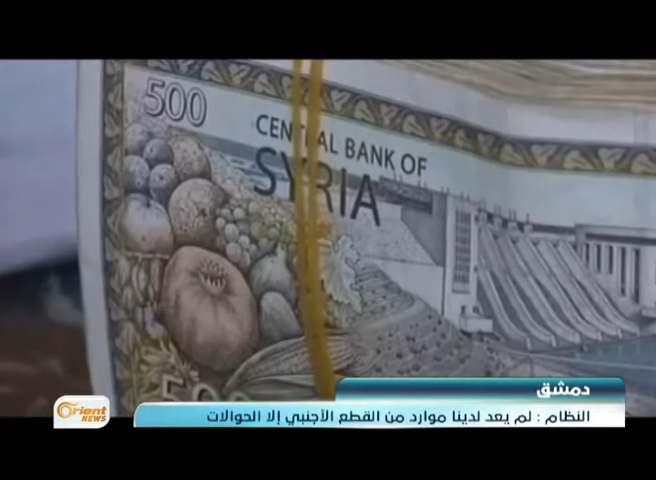 500
CENTRAL BANK OF
SYRIA
500
دمشق
النظام : لم يعد لدينا موارد من القطع الأجنبي إلا الحوالات
Orient
NEWS